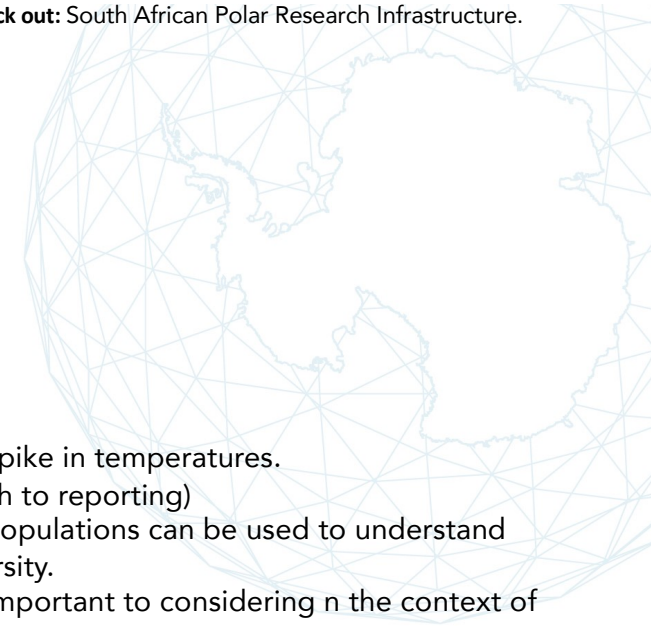 ck out: South African Polar Research Infrastructure.
pike in temperatures.
h to reporting)
opulations can be used to understand
rsity.
mportant to considering n the context of